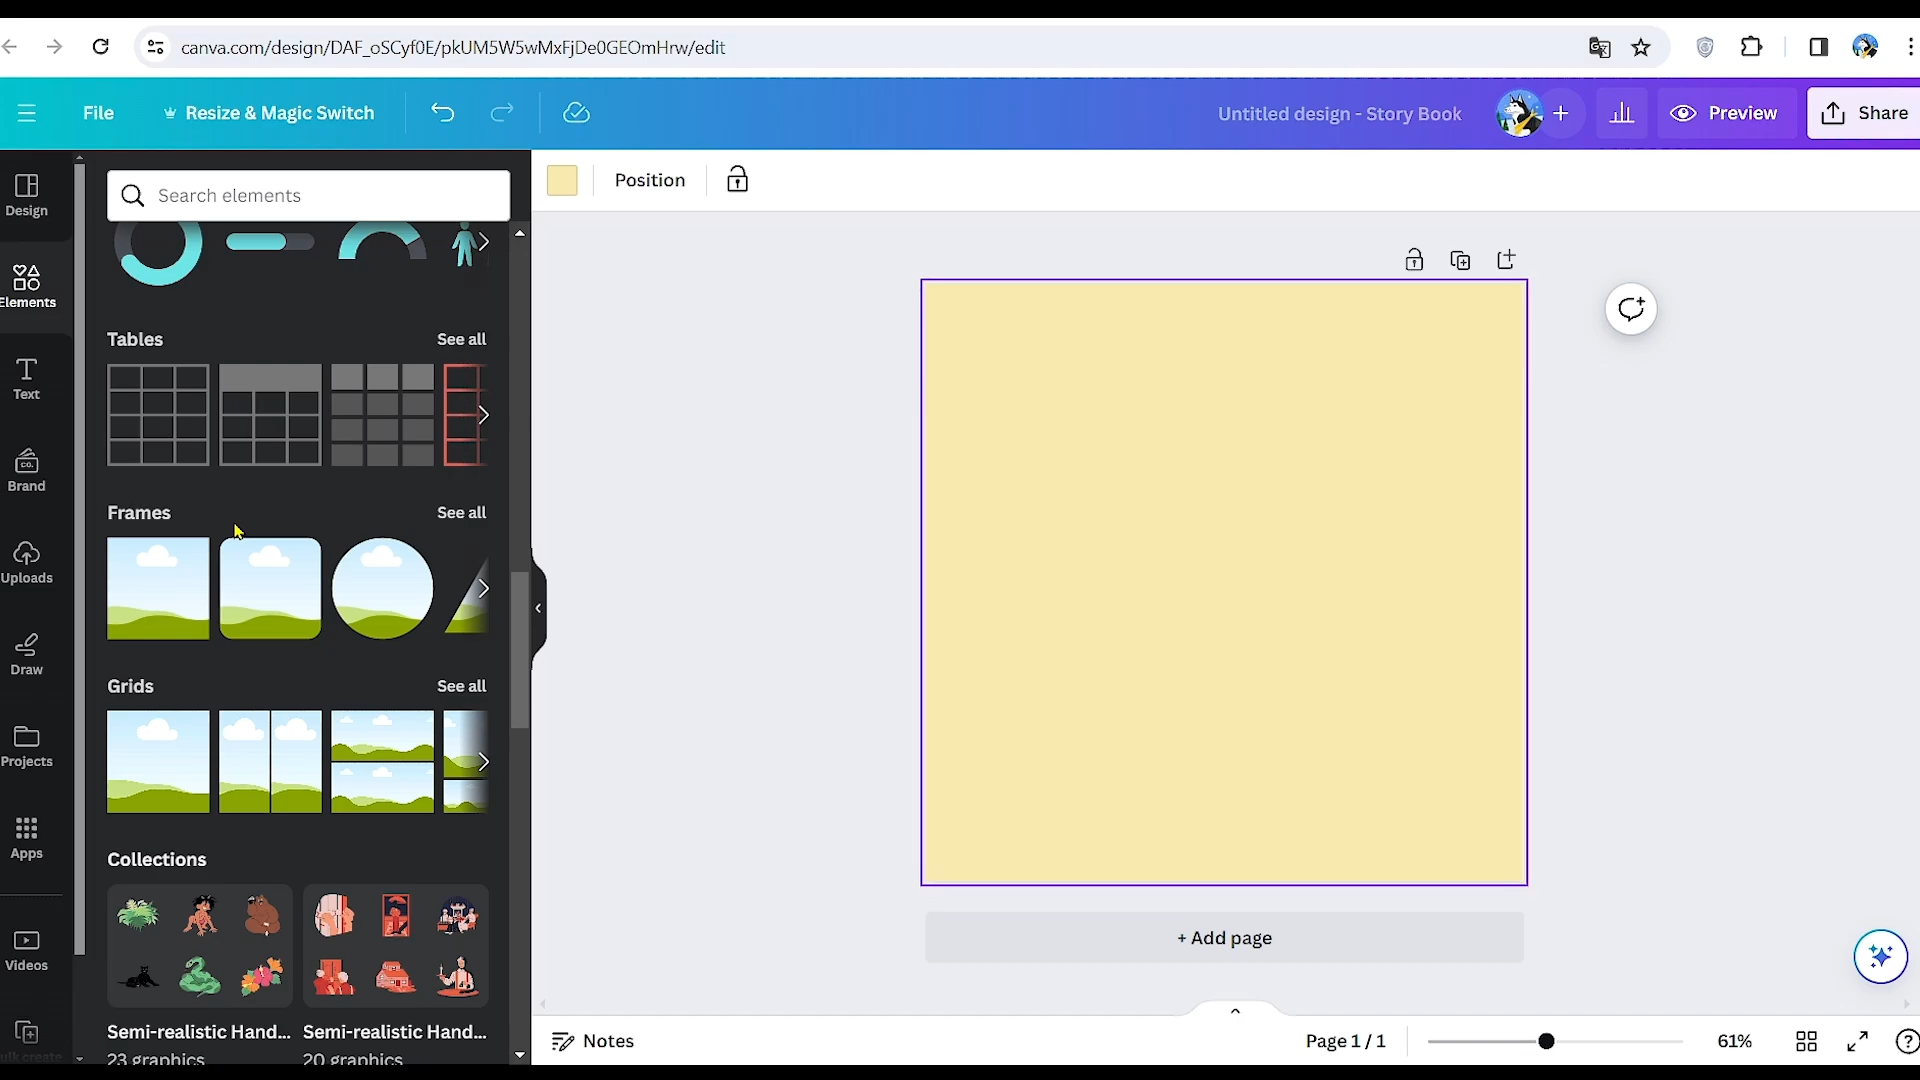 canva.com/design/DAF_oSCyf0E/pkUM5W5wMxFjDe0GEOmHrw/edit
File
Resize & Magic Switch
Untitled design - Story Book
Preview
Share
Design
Elements
Text
Brand
Uploads
Draw
Projects
Apps
Videos
Search elements
Tables
See all
Frames
See all
Grids
See all
Collections
Semi-realistic Hand...
Semi-realistic Hand...
23 graphics
20 graphics
Position
+ Add page
Notes
Page 1 / 1
61%